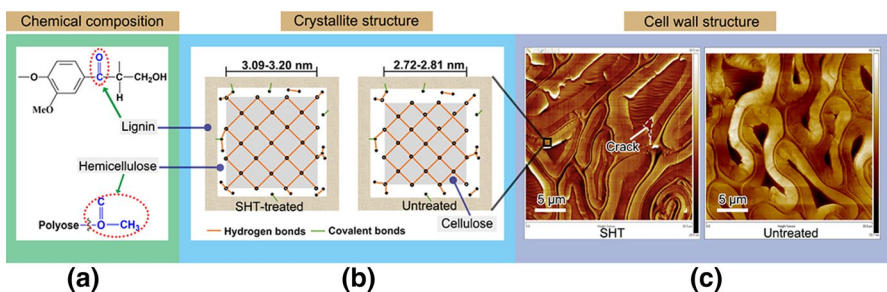 Chemical composition
Crystallite structure
Cell wall structure
O
O
C
CH₂OH
MeO
H
Lignin
Hemicellulose
C
Polyose
O
CH₃
3.09-3.20 nm
2.72-2.81 nm
SHT-treated
Untreated
Cellulose
Hydrogen bonds
Covalent bonds
Crack
5 μm
5 μm
SHT
Untreated
(a)
(b)
(c)